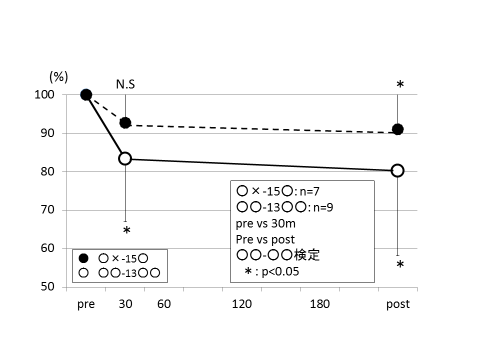 (%)
N.S
*
100
90
80
70
60
50
*
*
○×-15○: n=7
○○-13○○: n=9
pre vs 30m
Pre vs post
○○-○○検定
*: p<0.05
● ○×-15○
○ ○○-13○○
pre 30 60 120 180 post